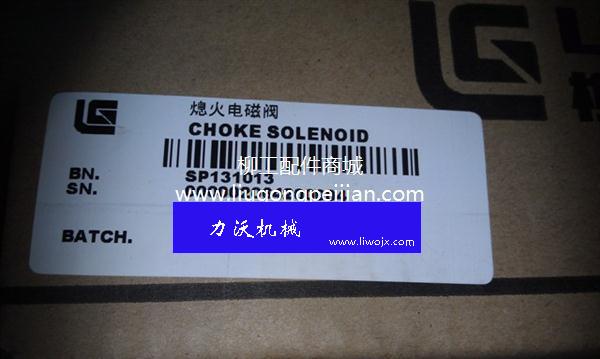 熄火电磁阀
CHOKE SOLENOID
柳工配件商城
BN. SP131013
SN.
www.liugongpeijian.com
力沃机械
BATCH.
www.liwojx.com